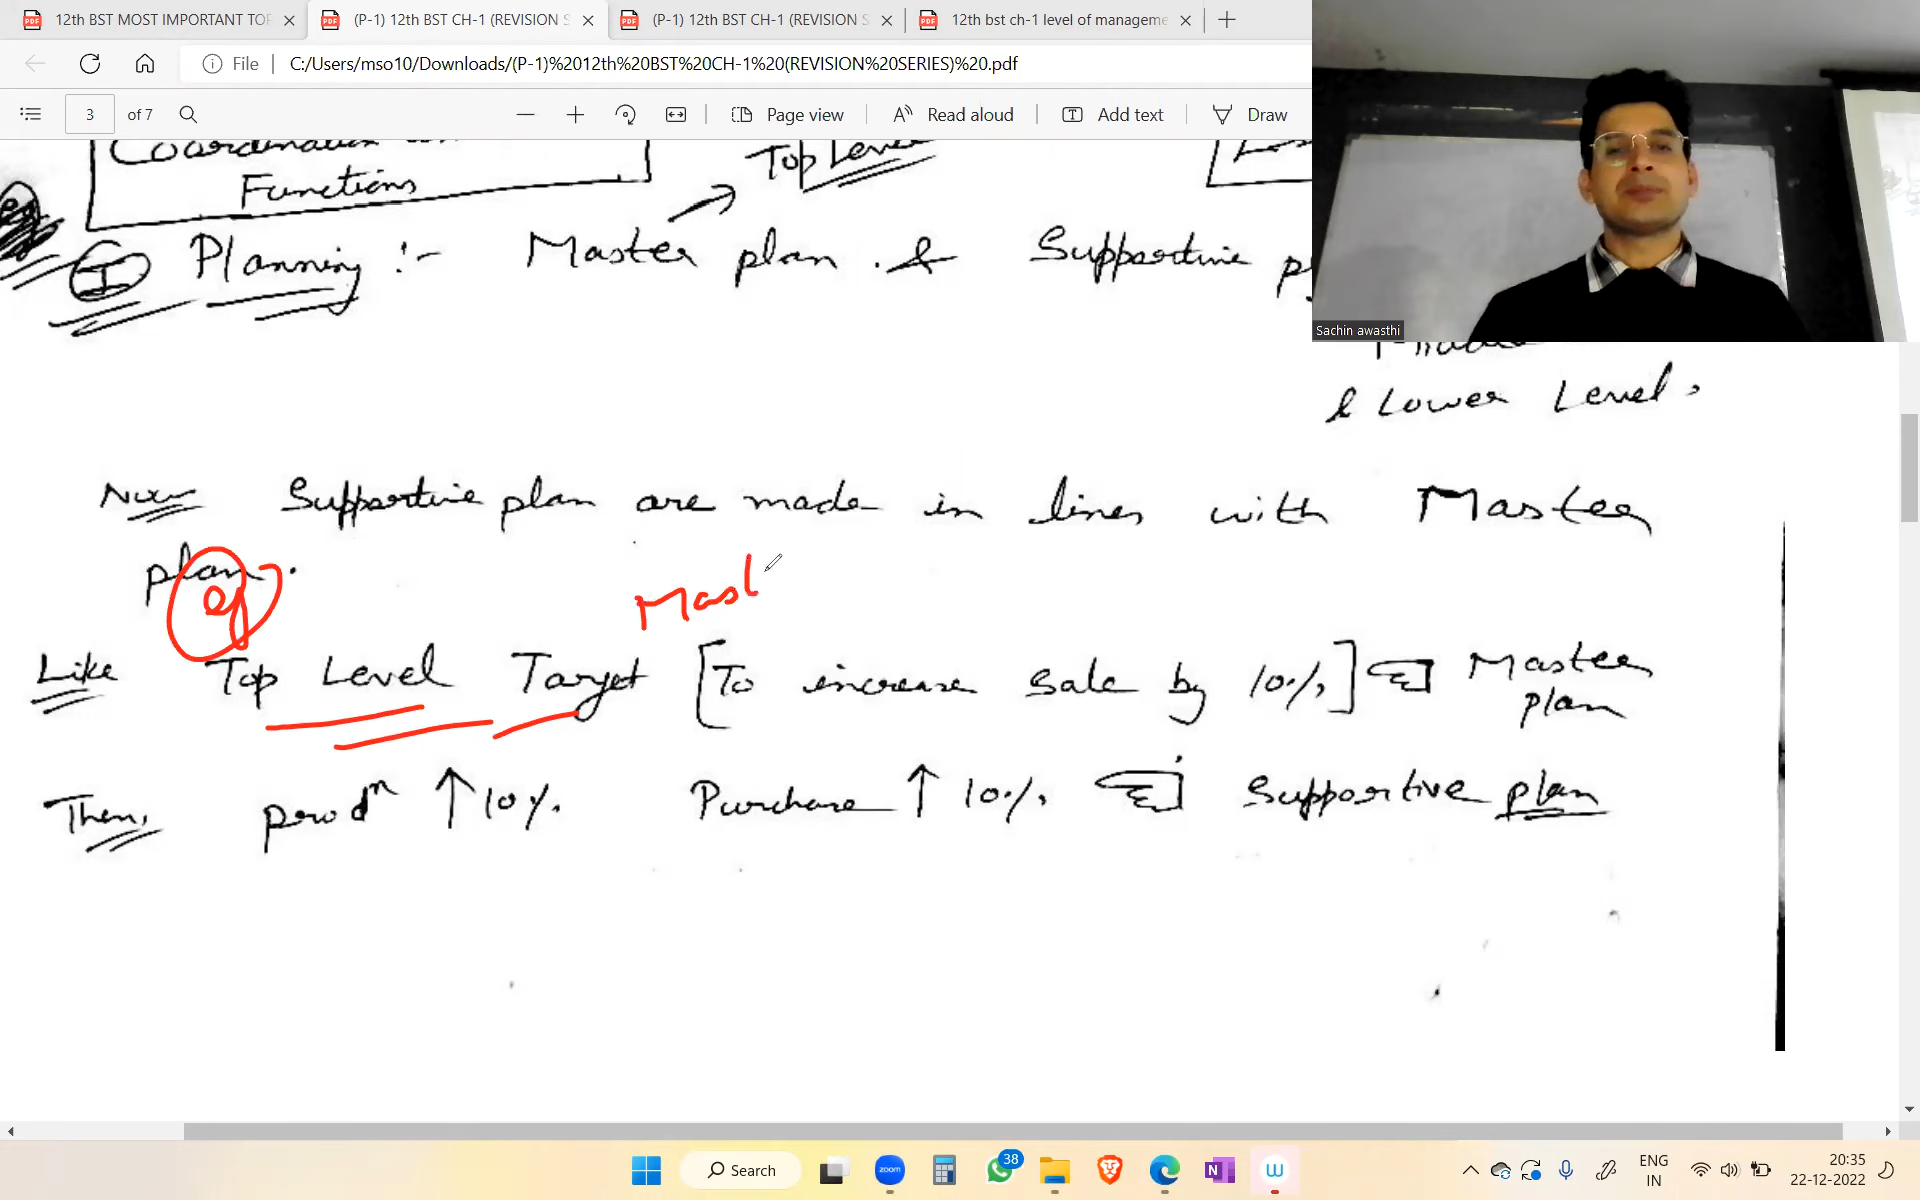 12th BST MOST IMPORTANT TOP
(P-1) 12th BST CH-1 (REVISION S
(P-1) 12th BST CH-1 (REVISION S
12th bst ch-1 level of manageme
File
C:/Users/mso10/Downloads/(P-1)%2012th%20BST%20CH-1%20(REVISION%20SERIES)%20.pdf
3 of 7
Page view
Read aloud
Add text
Draw
Functions
Top Level
I Planning :- Master plan . & Supportive
Sachin awasthi
& Lower Level.
Now Supportive plan are made in lines with Master
plan.
eg
Mast
Like Top Level Target [To increase sale by 10%] Master
plan
Then, prodn ↑ 10% Purchase ↑ 10% Supportive plan
zoom
38
Search
ENG
IN
20:35
22-12-2022